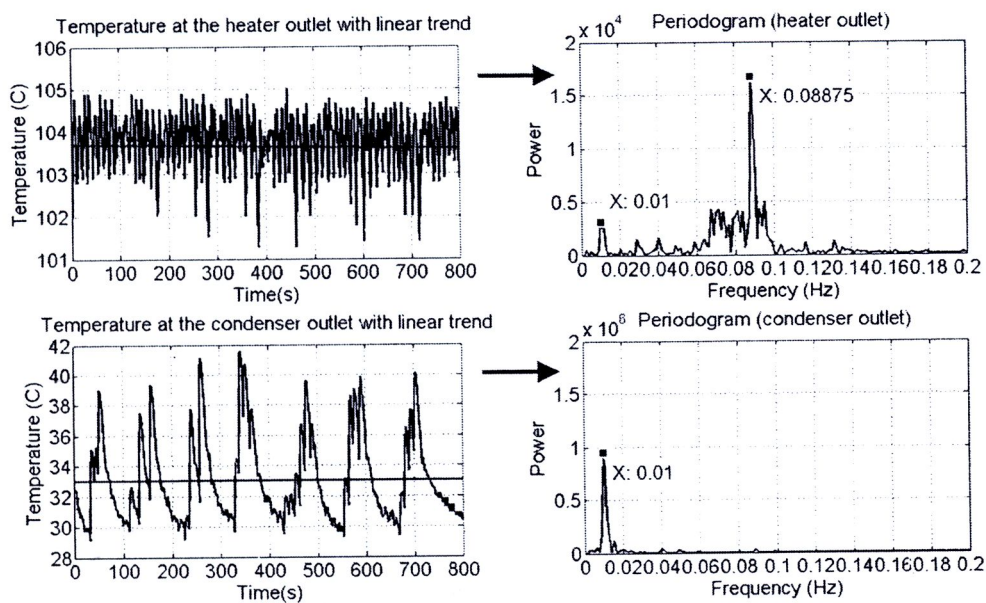 Temperature at the heater outlet with linear trend
106
105
104
103
102
101
0 100 200 300 400 500 600 700 800
Temperature (C)
Time(s)
Periodogram (heater outlet)
x 10^4
2
1.5
1
0.5
0
X: 0.08875
X: 0.01
0 0.020.040.060.08 0.1 0.120.140.160.18 0.2
Power
Frequency (Hz)
Temperature at the condenser outlet with linear trend
42
40
38
36
34
32
30
28
0 100 200 300 400 500 600 700 800
Temperature (C)
Time(s)
Periodogram (condenser outlet)
x 10^6
2
1.5
1
0.5
0
X: 0.01
0 0.020.040.060.08 0.1 0.120.140.160.18 0.2
Power
Frequency (Hz)